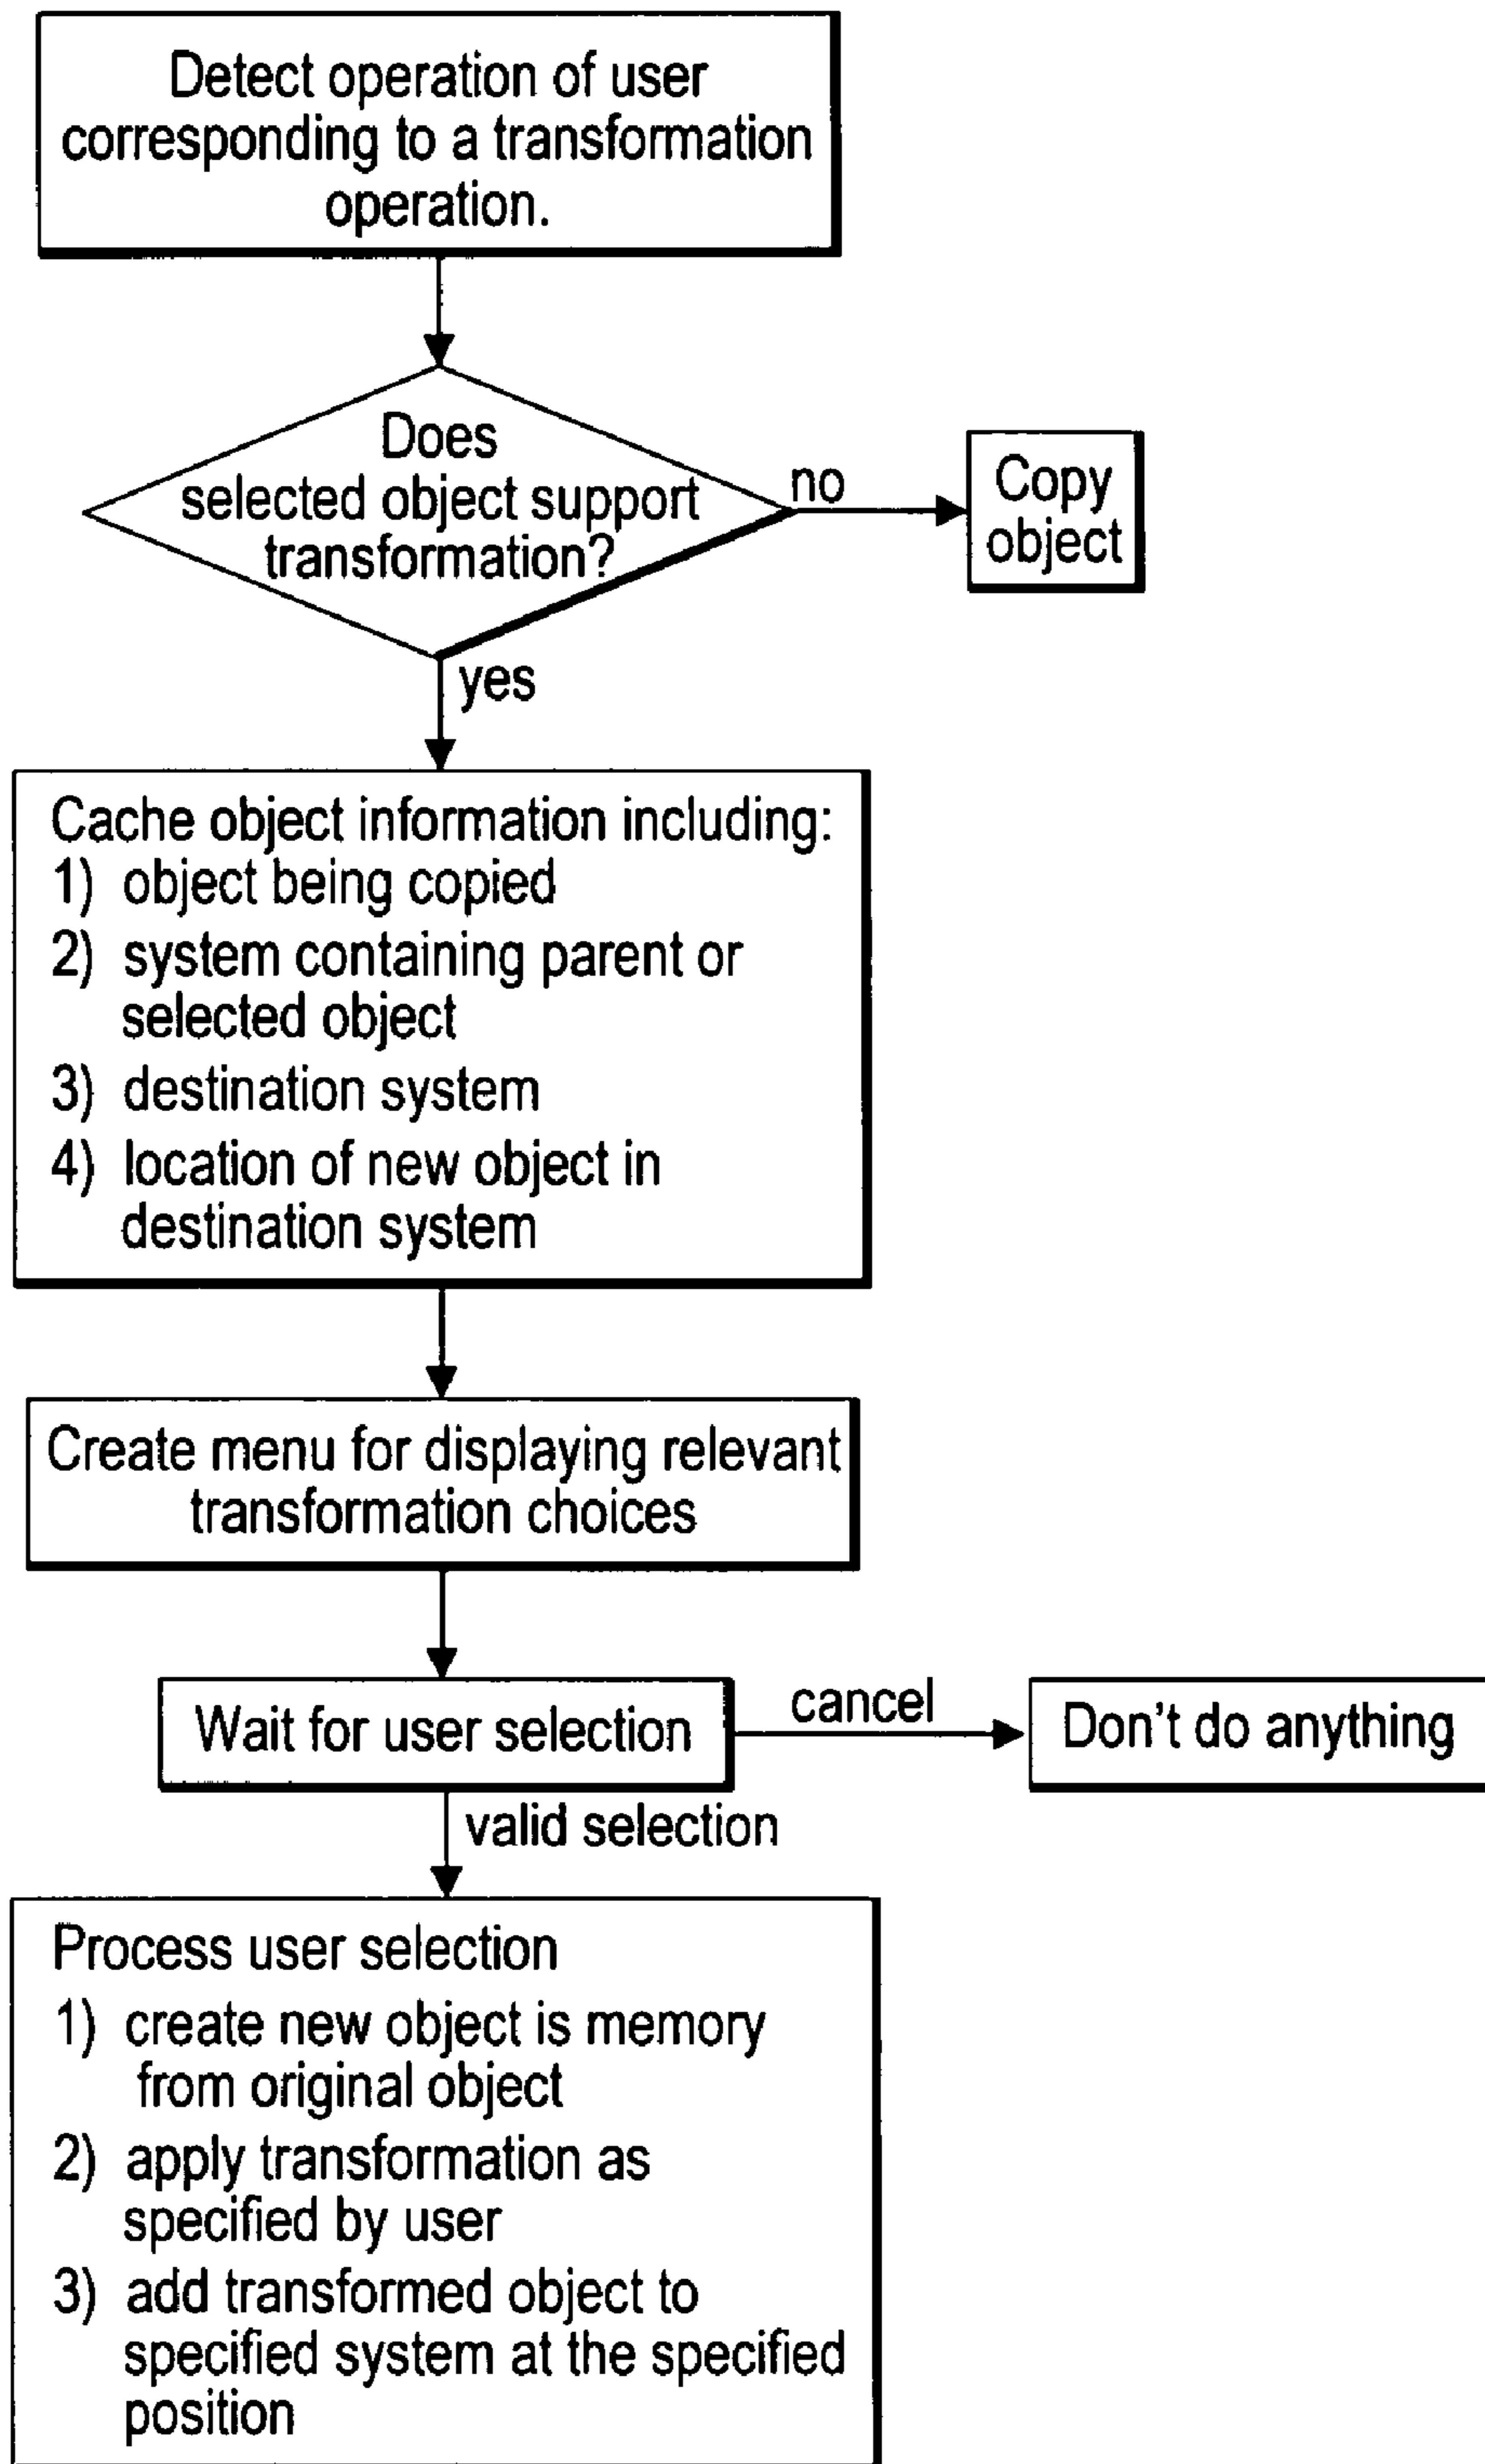 Detect operation of user
corresponding to a transformation
operation.
Does
selected object support
transformation?
no
Copy
object
yes
Cache object information including:
1) object being copied
2) system containing parent or
selected object
3) destination system
4) location of new object in
destination system
Create menu for displaying relevant
transformation choices
Wait for user selection
cancel
Don't do anything
valid selection
Process user selection
1) create new object is memory
from original object
2) apply transformation as
specified by user
3) add transformed object to
specified system at the specified
position